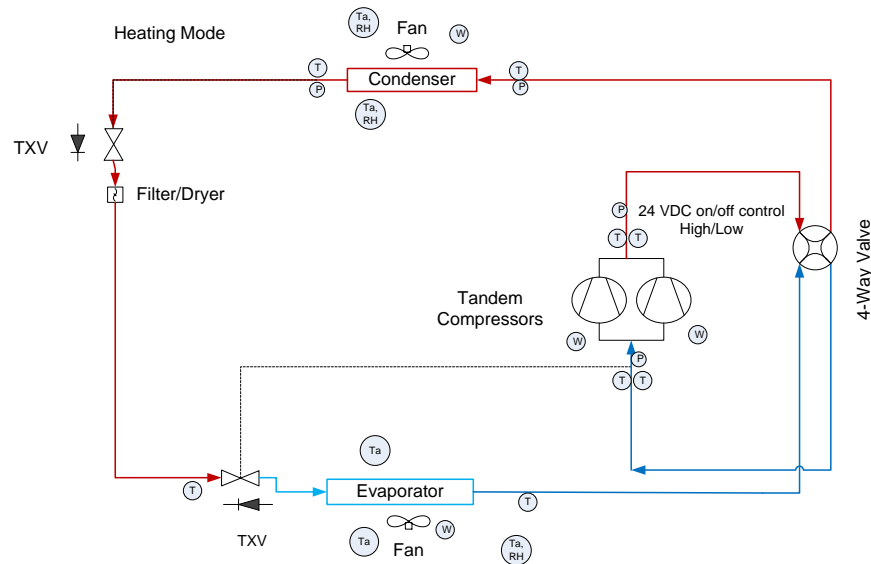 Ta,
RH
Fan
W
Heating Mode
T
P
Condenser
T
P
Ta,
RH
TXV
Filter/Dryer
P
24 VDC on/off control
High/Low
T
T
4-Way Valve
Tandem
Compressors
W
W
P
T
T
Ta
T
Evaporator
T
TXV
Ta
Fan
W
Ta,
RH